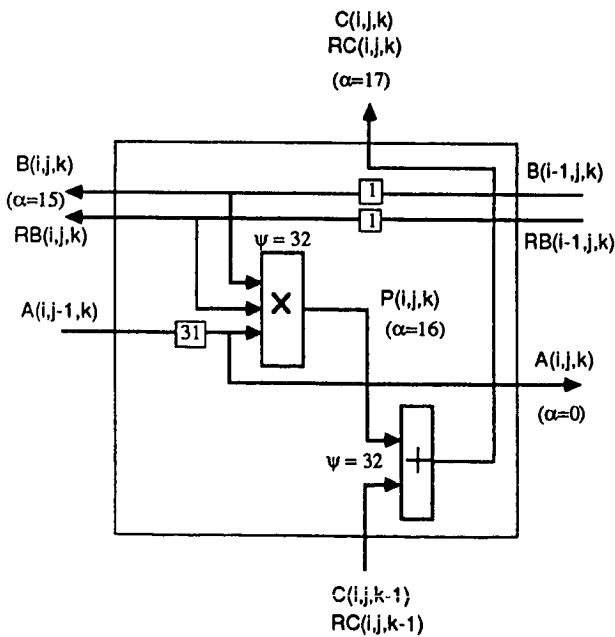 C(i,j,k)
RC(i,j,k)
(α=17)
B(i,j,k)
(α=15)
RB(i,j,k)
1
1
B(i-1,j,k)
RB(i-1,j,k)
ψ = 32
×
A(i,j-1,k)
31
P(i,j,k)
(α=16)
A(i,j,k)
(α=0)
ψ = 32
+
C(i,j,k-1)
RC(i,j,k-1)